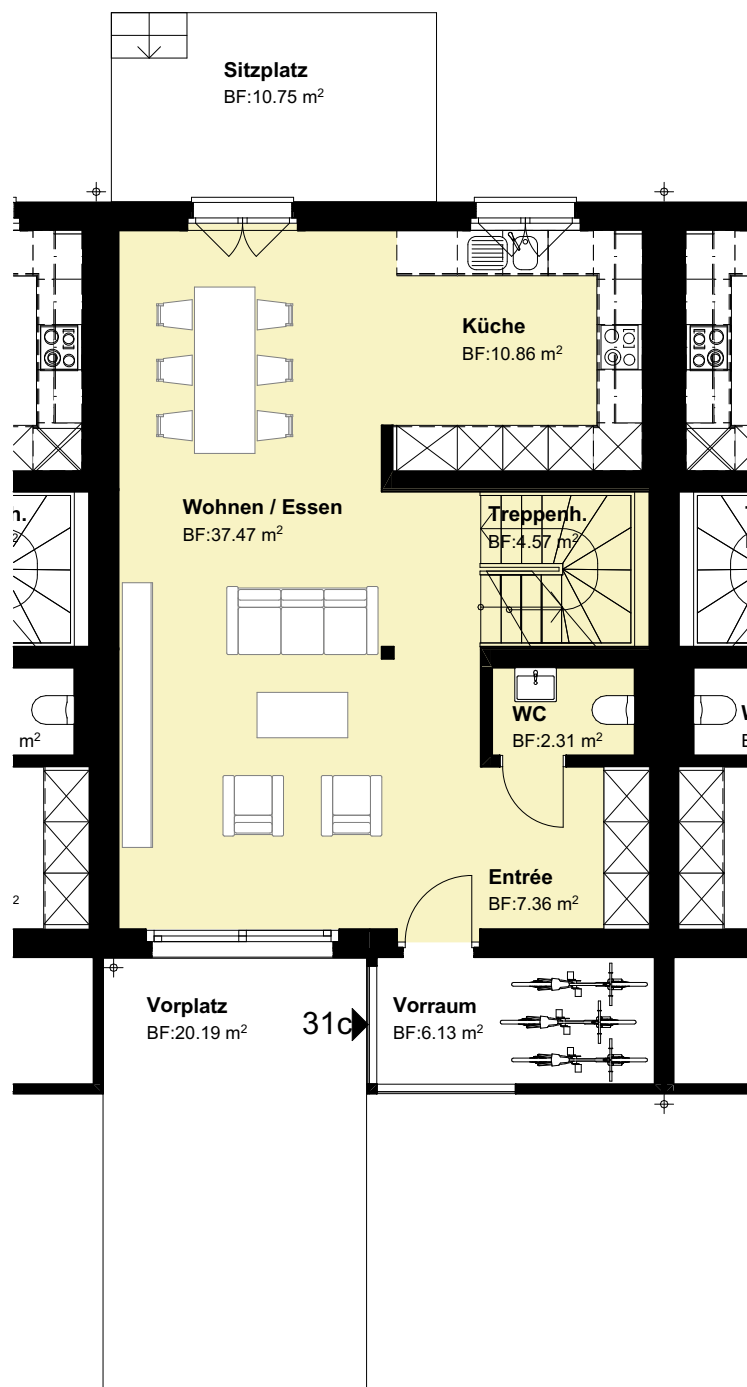 Sitzplatz
BF:10.75 m²
Küche
BF:10.86 m²
Wohnen / Essen
BF:37.47 m²
Treppenh.
BF:4.57 m²
WC
BF:2.31 m²
m²
Entrée
BF:7.36 m²
Vorplatz
BF:20.19 m²
31c
Vorraum
BF:6.13 m²